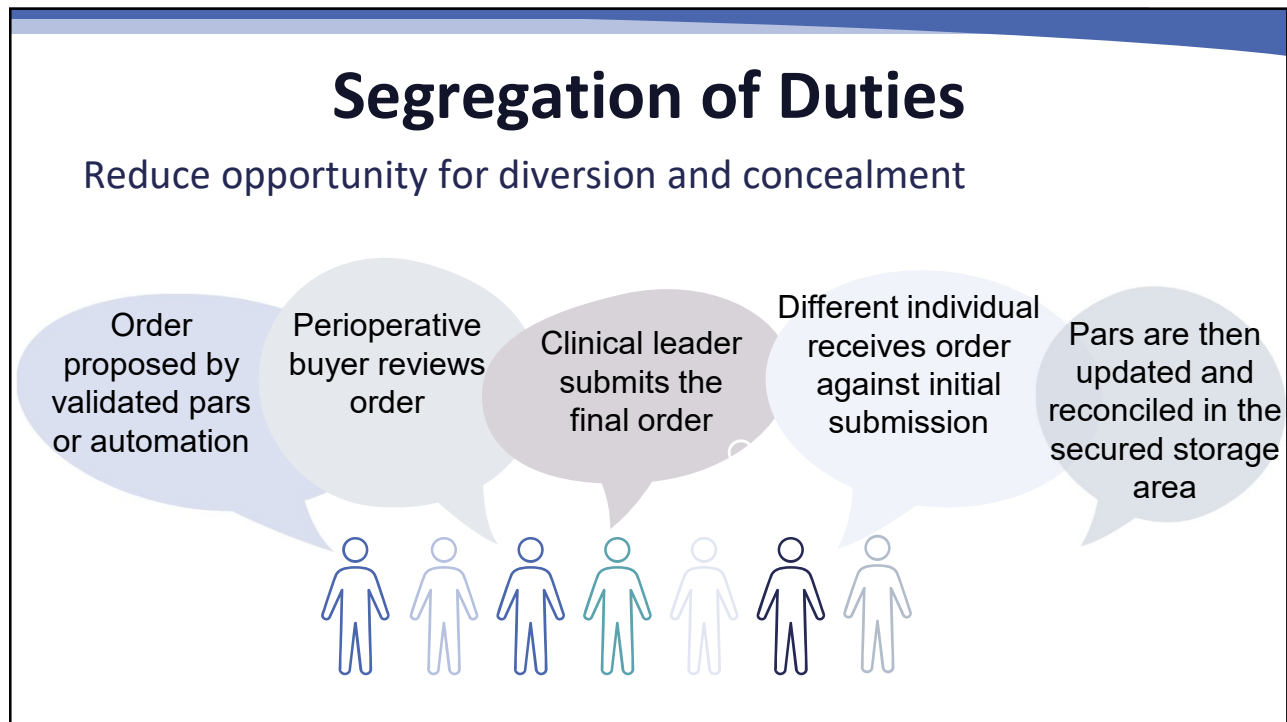 Segregation of Duties
Reduce opportunity for diversion and concealment
Order
proposed by
validated pars
or automation
Perioperative
buyer reviews
order
Clinical leader
submits the
final order
Different individual
receives order
against initial
submission
Pars are then
updated and
reconciled in the
secured storage
area